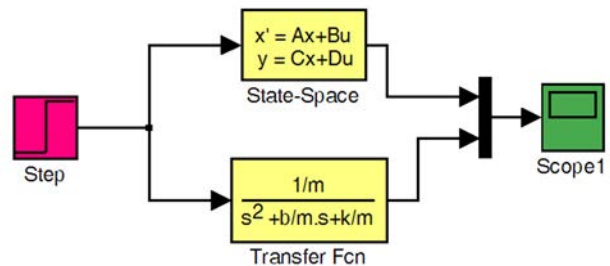 x' = Ax+Bu
y = Cx+Du
State-Space
Step
1/m
s² +b/m.s+k/m
Transfer Fcn
Scope1